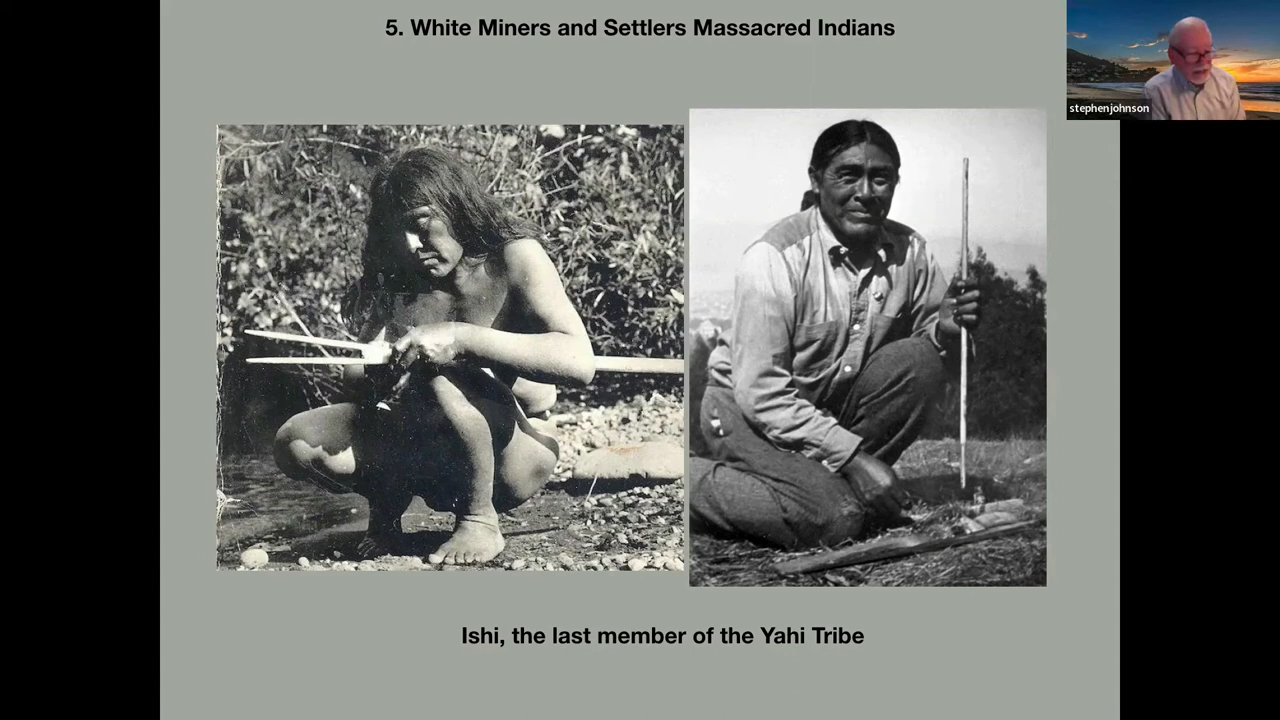 5. White Miners and Settlers Massacred Indians
stephenjohnson
Ishi, the last member of the Yahi Tribe